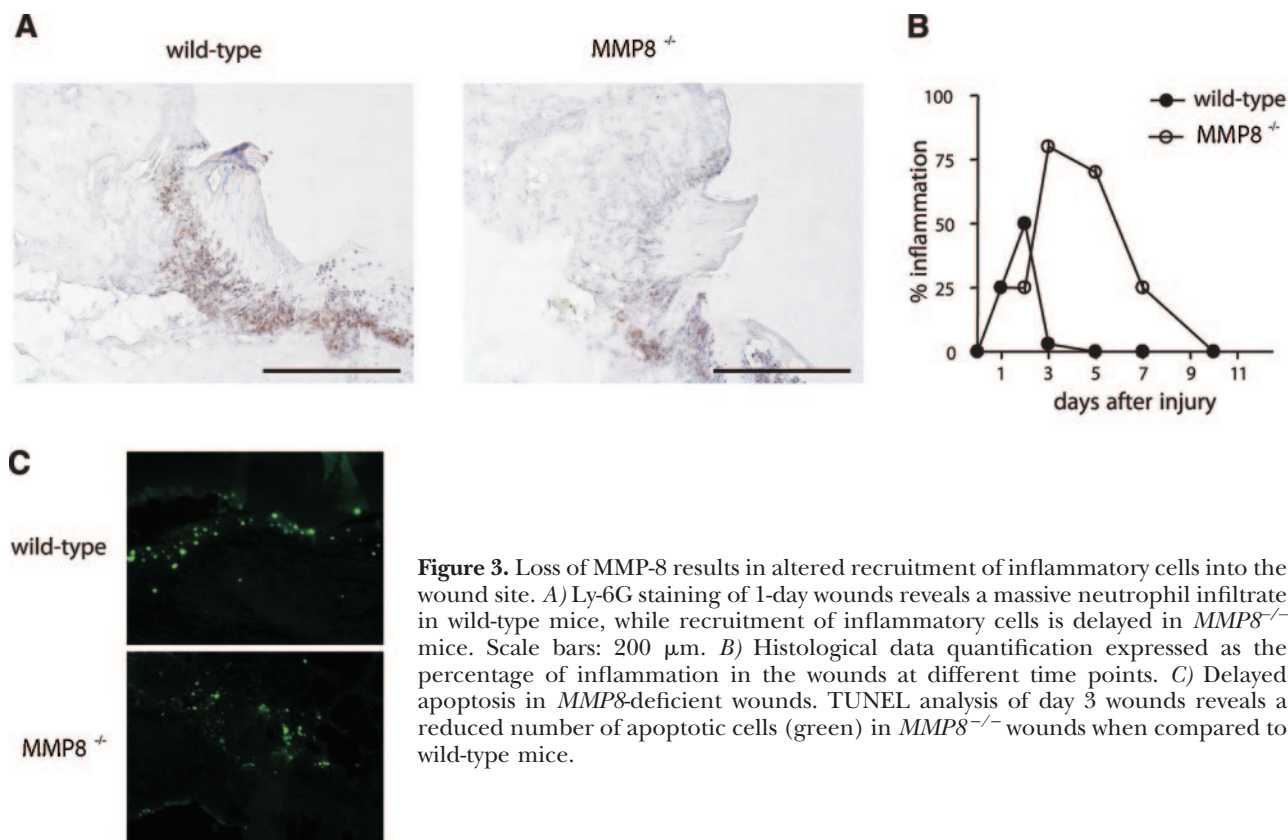 A
wild-type
MMP8 -/-
B
100
75
50
25
0
% inflammation
1 3 5 7 9 11
days after injury
wild-type
MMP8 -/-
C
wild-type
MMP8 -/-
Figure 3. Loss of MMP-8 results in altered recruitment of inflammatory cells into the
wound site. A) Ly-6G staining of 1-day wounds reveals a massive neutrophil infiltrate
in wild-type mice, while recruitment of inflammatory cells is delayed in MMP8−/−
mice. Scale bars: 200 μm. B) Histological data quantification expressed as the
percentage of inflammation in the wounds at different time points. C) Delayed
apoptosis in MMP8-deficient wounds. TUNEL analysis of day 3 wounds reveals a
reduced number of apoptotic cells (green) in MMP8−/− wounds when compared to
wild-type mice.